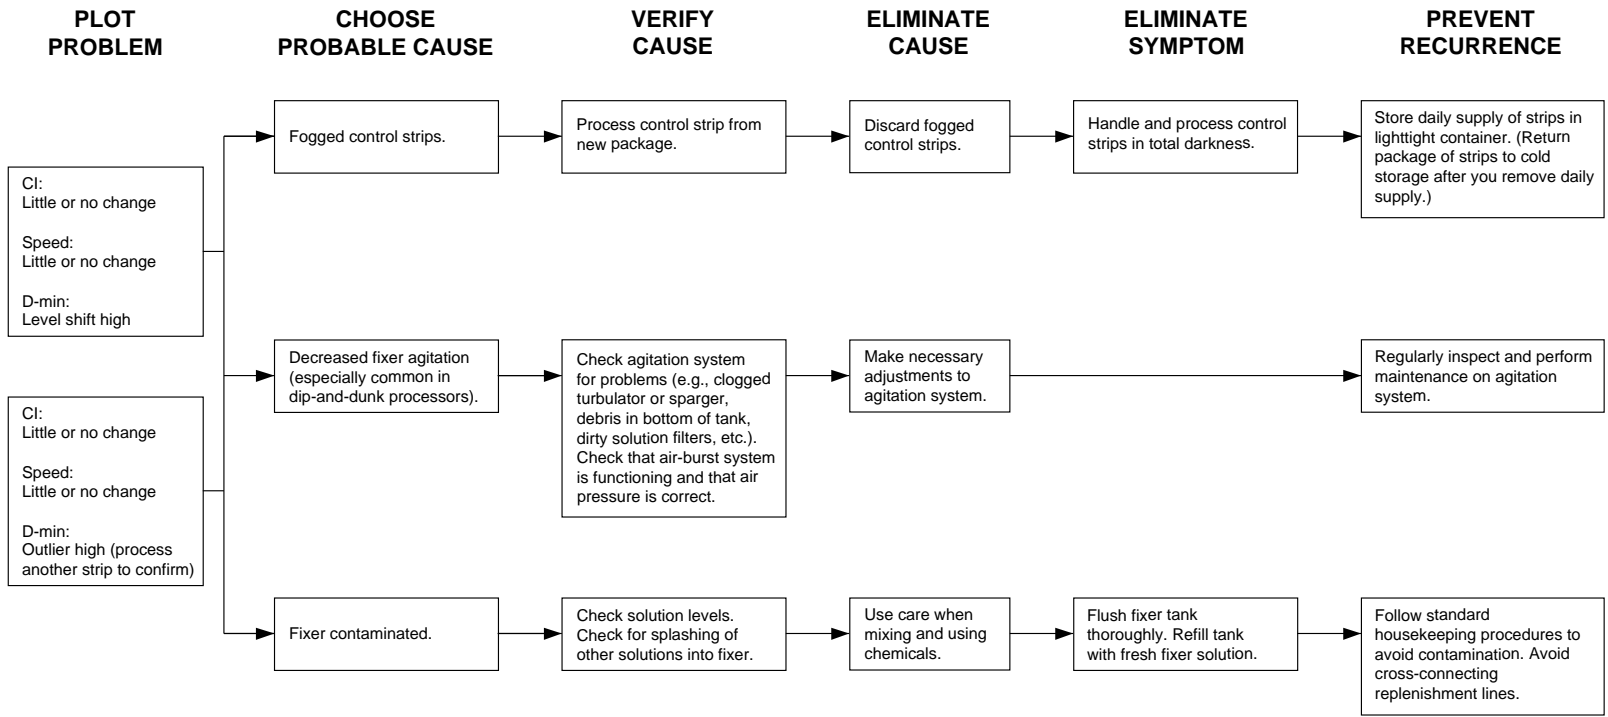 PLOT
PROBLEM
CHOOSE
PROBABLE CAUSE
VERIFY
CAUSE
ELIMINATE
CAUSE
ELIMINATE
SYMPTOM
PREVENT
RECURRENCE
CI:
Little or no change
Speed:
Little or no change
D-min:
Level shift high
CI:
Little or no change
Speed:
Little or no change
D-min:
Outlier high (process
another strip to confirm)
Fogged control strips.
Process control strip from
new package.
Discard fogged
control strips.
Handle and process control
strips in total darkness.
Store daily supply of strips in
lighttight container. (Return
package of strips to cold
storage after you remove daily
supply.)
Decreased fixer agitation
(especially common in
dip-and-dunk processors).
Check agitation system
for problems (e.g., clogged
turbulator or sparger,
debris in bottom of tank,
dirty solution filters, etc.).
Check that air-burst system
is functioning and that air
pressure is correct.
Make necessary
adjustments to
agitation system.
Regularly inspect and perform
maintenance on agitation
system.
Fixer contaminated.
Check solution levels.
Check for splashing of
other solutions into fixer.
Use care when
mixing and using
chemicals.
Flush fixer tank
thoroughly. Refill tank
with fresh fixer solution.
Follow standard
housekeeping procedures to
avoid contamination. Avoid
cross-connecting
replenishment lines.